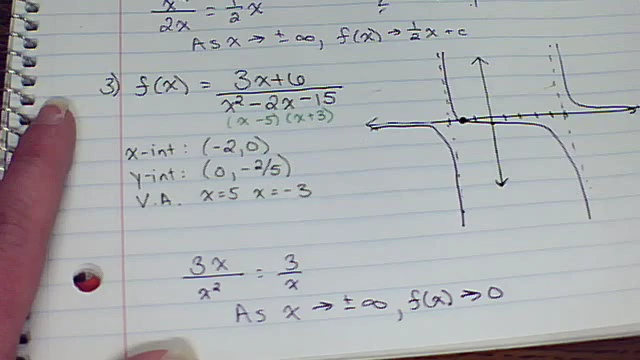 x/2x = 1/2 x
As x → ± ∞, f(x) → 1/2 x + c
3) f(x) = 3x+6 / x² − 2x − 15
(x−5)(x+3)
x-int: (−2, 0)
y-int: (0, −2/5)
V.A. x=5 x=−3
3x/x² = 3/x
As x → ± ∞, f(x) → 0